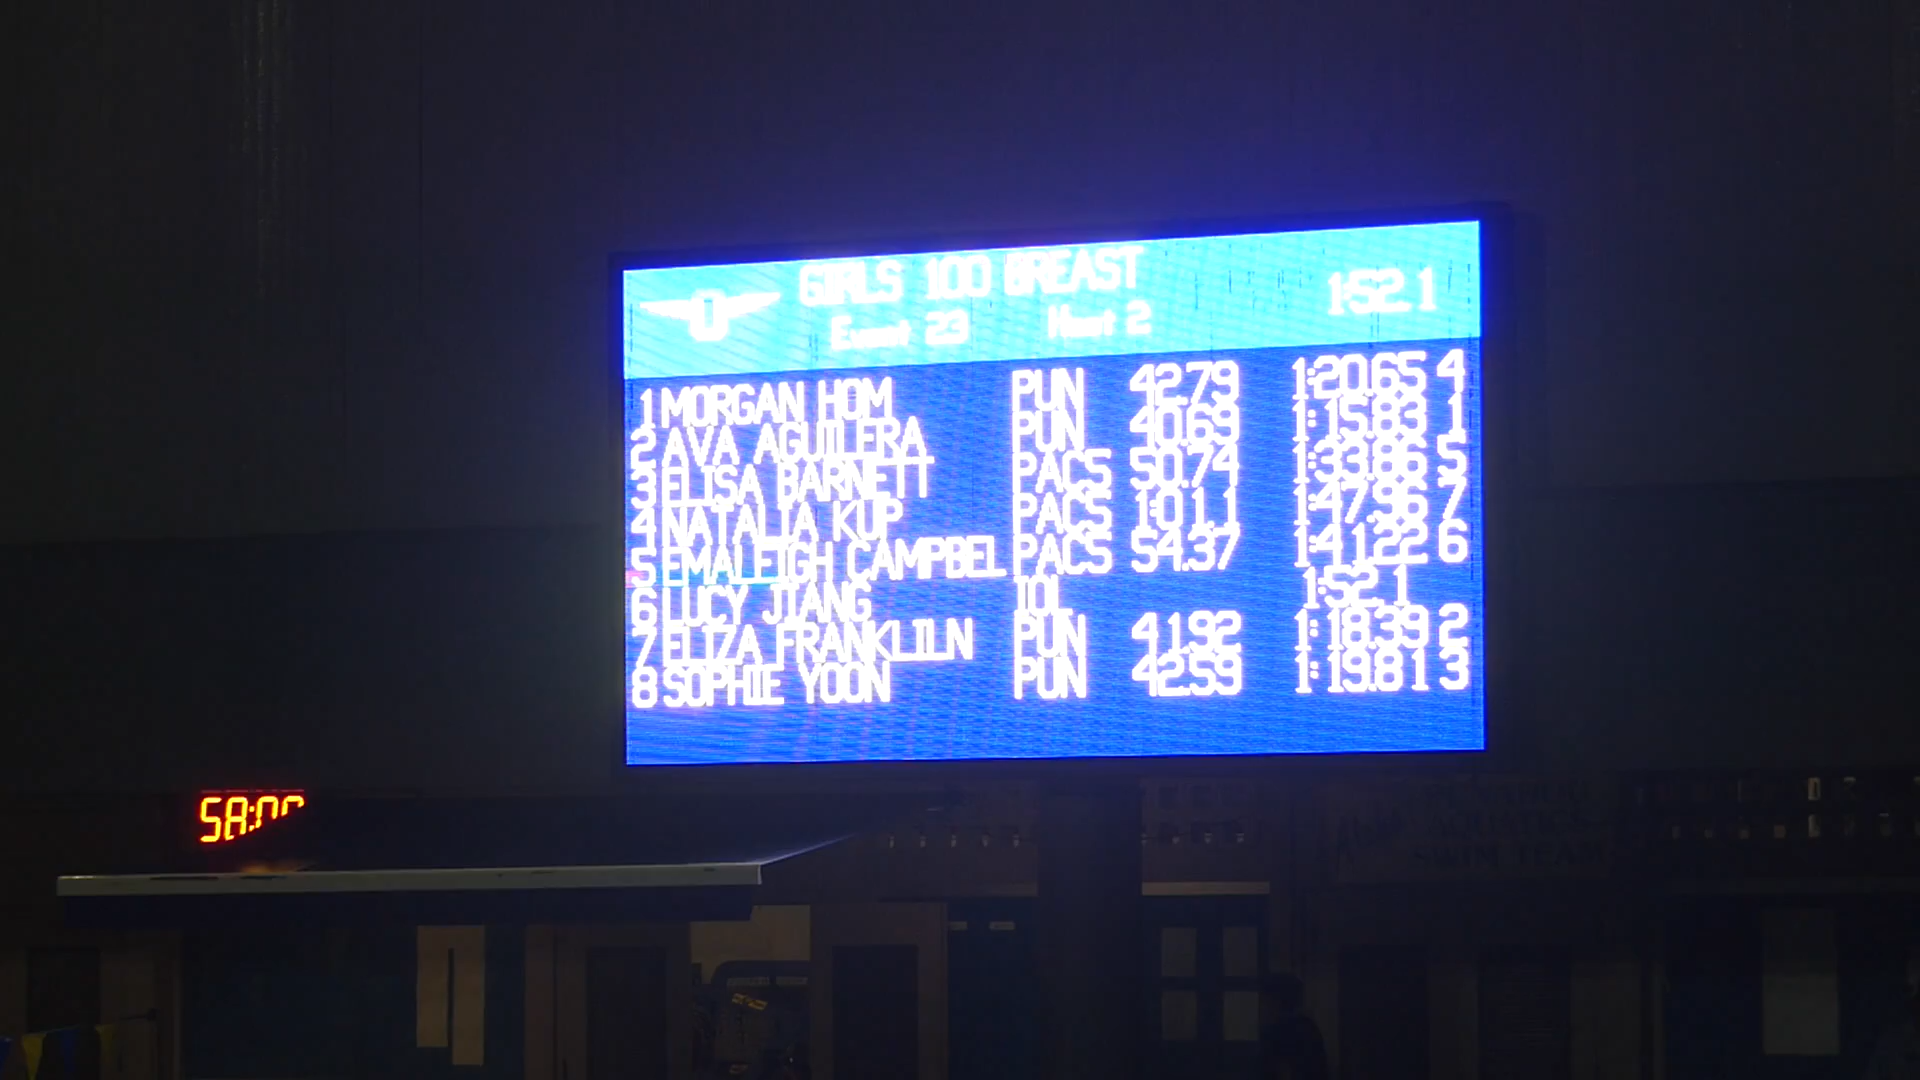 GIRLS 100 BREAST 1:52.1
Event 23 Heat 2
1 MORGAN HOM PUN 42.79 1:20.65 4
2 AVA AGUILERA PUN 40.69 1:15.83 1
3 ELISA BARNETT PACS 50.74 1:33.86 5
4 NATALIA KUP PACS 1:01.1 1:47.96 7
5 EMALEIGH CAMPBEL PACS 54.37 1:41.22 6
6 LUCY JIANG IOL 1:52.1
7 ELIZA FRANKLILN PUN 41.92 1:18.39 2
8 SOPHIE YOON PUN 42.59 1:19.81 3
SWIM TEAM